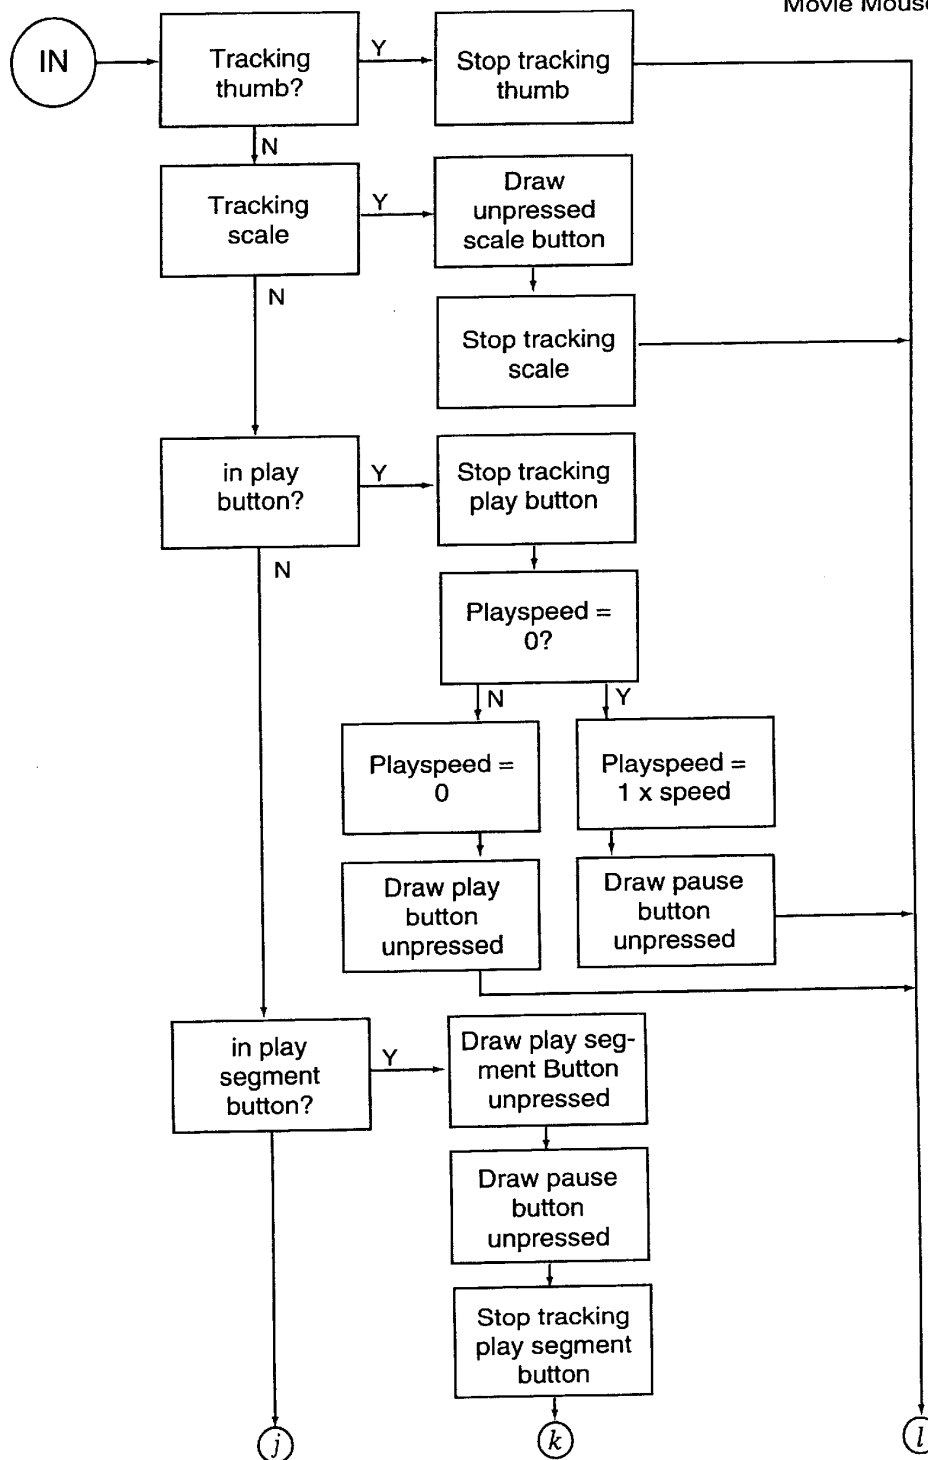 Movie Mouse
IN
Tracking
thumb?
Y
Stop tracking
thumb
N
Tracking
scale
Y
Draw
unpressed
scale button
N
Stop tracking
scale
in play
button?
Y
Stop tracking
play button
N
Playspeed =
0?
N
Y
Playspeed =
0
Playspeed =
1 x speed
Draw play
button
unpressed
Draw pause
button
unpressed
in play
segment
button?
Y
Draw play seg-
ment Button
unpressed
Draw pause
button
unpressed
Stop tracking
play segment
button
j
k
l